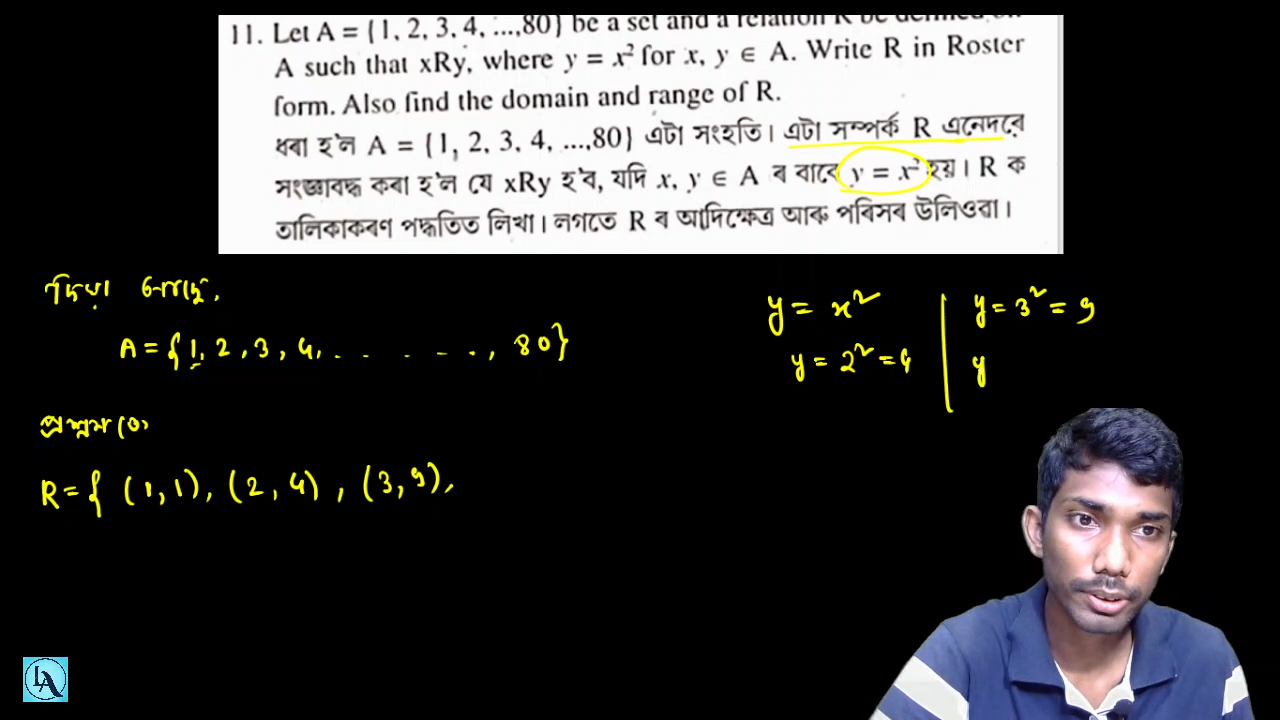 11. Let A = {1, 2, 3, 4, ...,80} be a set and a relation R be defined on
A such that xRy, where y = x² for x, y ∈ A. Write R in Roster
form. Also find the domain and range of R.
ধৰা হ'ল A = {1, 2, 3, 4, ...,80} এটা সংহতি। এটা সম্পৰ্ক R এনেদৰে
সংজ্ঞাবদ্ধ কৰা হ'ল যে xRy হ'ব, যদি x, y ∈ A ৰ বাবে y = x² হয়। R ক
তালিকাকৰণ পদ্ধতিত লিখা। লগতে R ৰ আদিক্ষেত্ৰ আৰু পৰিসৰ উলিওৱা।
দিয়া আছে,
A = {1, 2, 3, 4, . . . . . ., 80}
y = x²
y = 2² = 4
y = 3² = 9
y
প্ৰশ্নমতে
R = { (1, 1), (2, 4), (3, 9),
LA